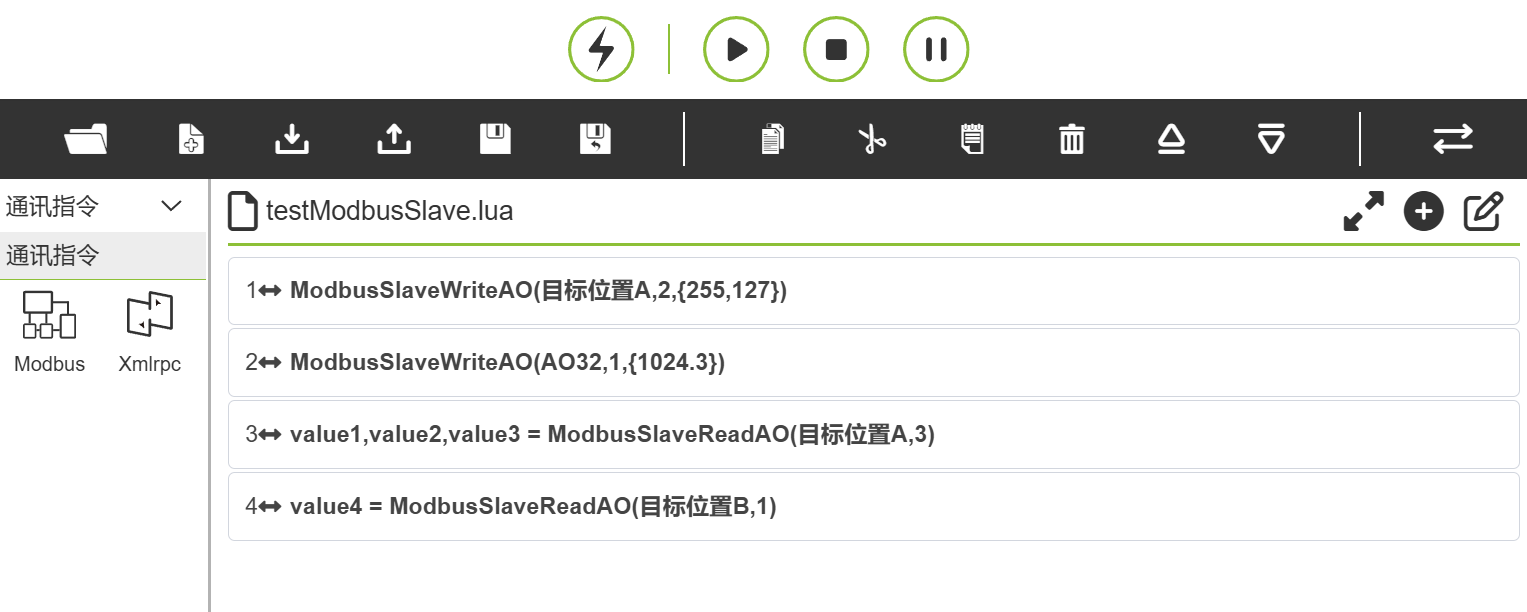 通讯指令
testModbusSlave.lua
通讯指令
Modbus
Xmlrpc
1 ModbusSlaveWriteAO(目标位置A,2,{255,127})
2 ModbusSlaveWriteAO(AO32,1,{1024.3})
3 value1,value2,value3 = ModbusSlaveReadAO(目标位置A,3)
4 value4 = ModbusSlaveReadAO(目标位置B,1)